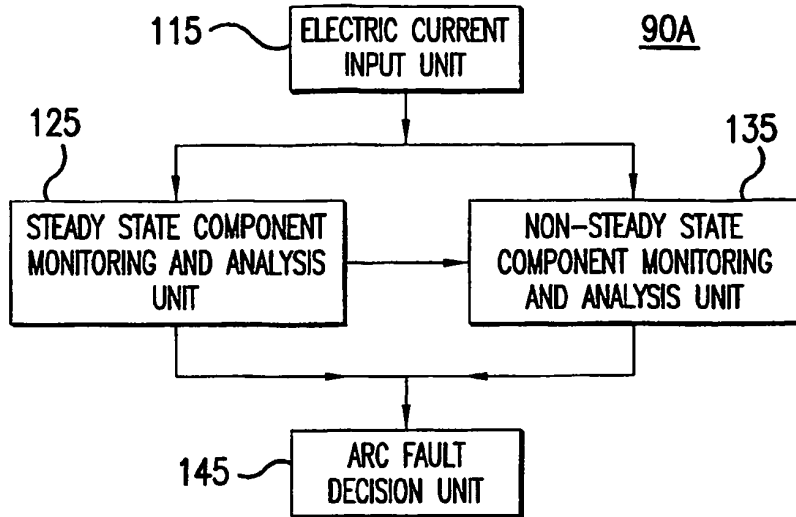 115
ELECTRIC CURRENT
INPUT UNIT
90A
125
135
STEADY STATE COMPONENT
MONITORING AND ANALYSIS
UNIT
NON-STEADY STATE
COMPONENT MONITORING
AND ANALYSIS UNIT
145
ARC FAULT
DECISION UNIT